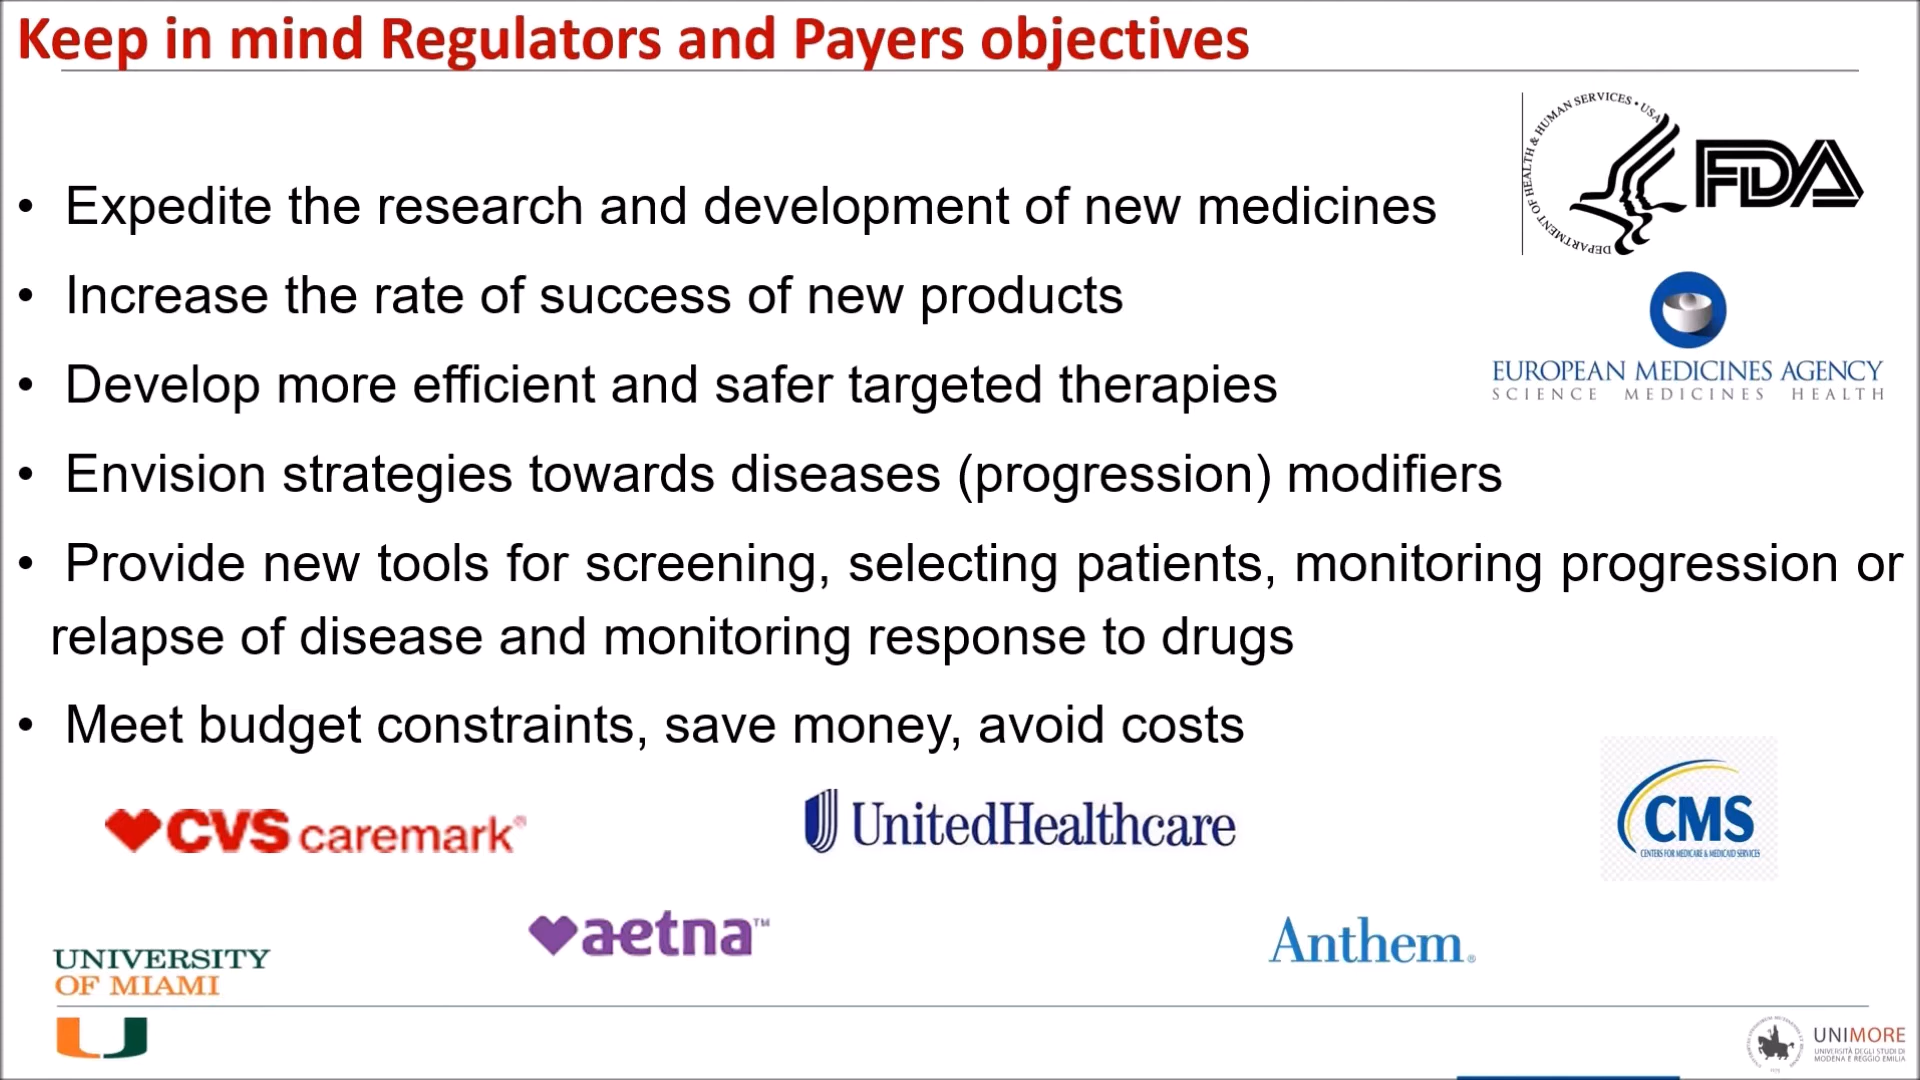 Keep in mind Regulators and Payers objectives
DEPARTMENT OF HEALTH & HUMAN SERVICES • USA
FDA
• Expedite the research and development of new medicines
• Increase the rate of success of new products
EUROPEAN MEDICINES AGENCY
SCIENCE MEDICINES HEALTH
• Develop more efficient and safer targeted therapies
• Envision strategies towards diseases (progression) modifiers
• Provide new tools for screening, selecting patients, monitoring progression or
relapse of disease and monitoring response to drugs
• Meet budget constraints, save money, avoid costs
CVS caremark®
UnitedHealthcare
CMS
CENTERS FOR MEDICARE & MEDICAID SERVICES
aetna™
Anthem®
UNIVERSITY
OF MIAMI
UNIMORE
UNIVERSITÀ DEGLI STUDI DI
MODENA E REGGIO EMILIA